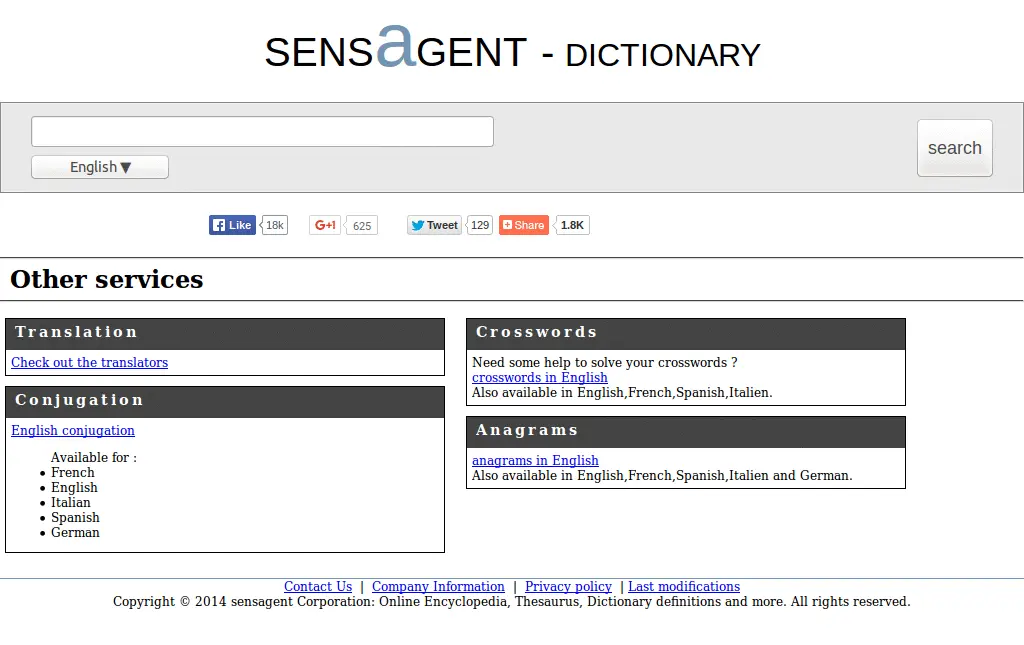 SENSaGENT - DICTIONARY
English ▼
search
Like 18k
G+1 625
Tweet 129
Share 1.8K
Other services
Translation
Check out the translators
Conjugation
English conjugation
Available for :
• French
• English
• Italian
• Spanish
• German
Crosswords
Need some help to solve your crosswords ?
crosswords in English
Also available in English,French,Spanish,Italien.
Anagrams
anagrams in English
Also available in English,French,Spanish,Italien and German.
Contact Us | Company Information | Privacy policy | Last modifications
Copyright © 2014 sensagent Corporation: Online Encyclopedia, Thesaurus, Dictionary definitions and more. All rights reserved.